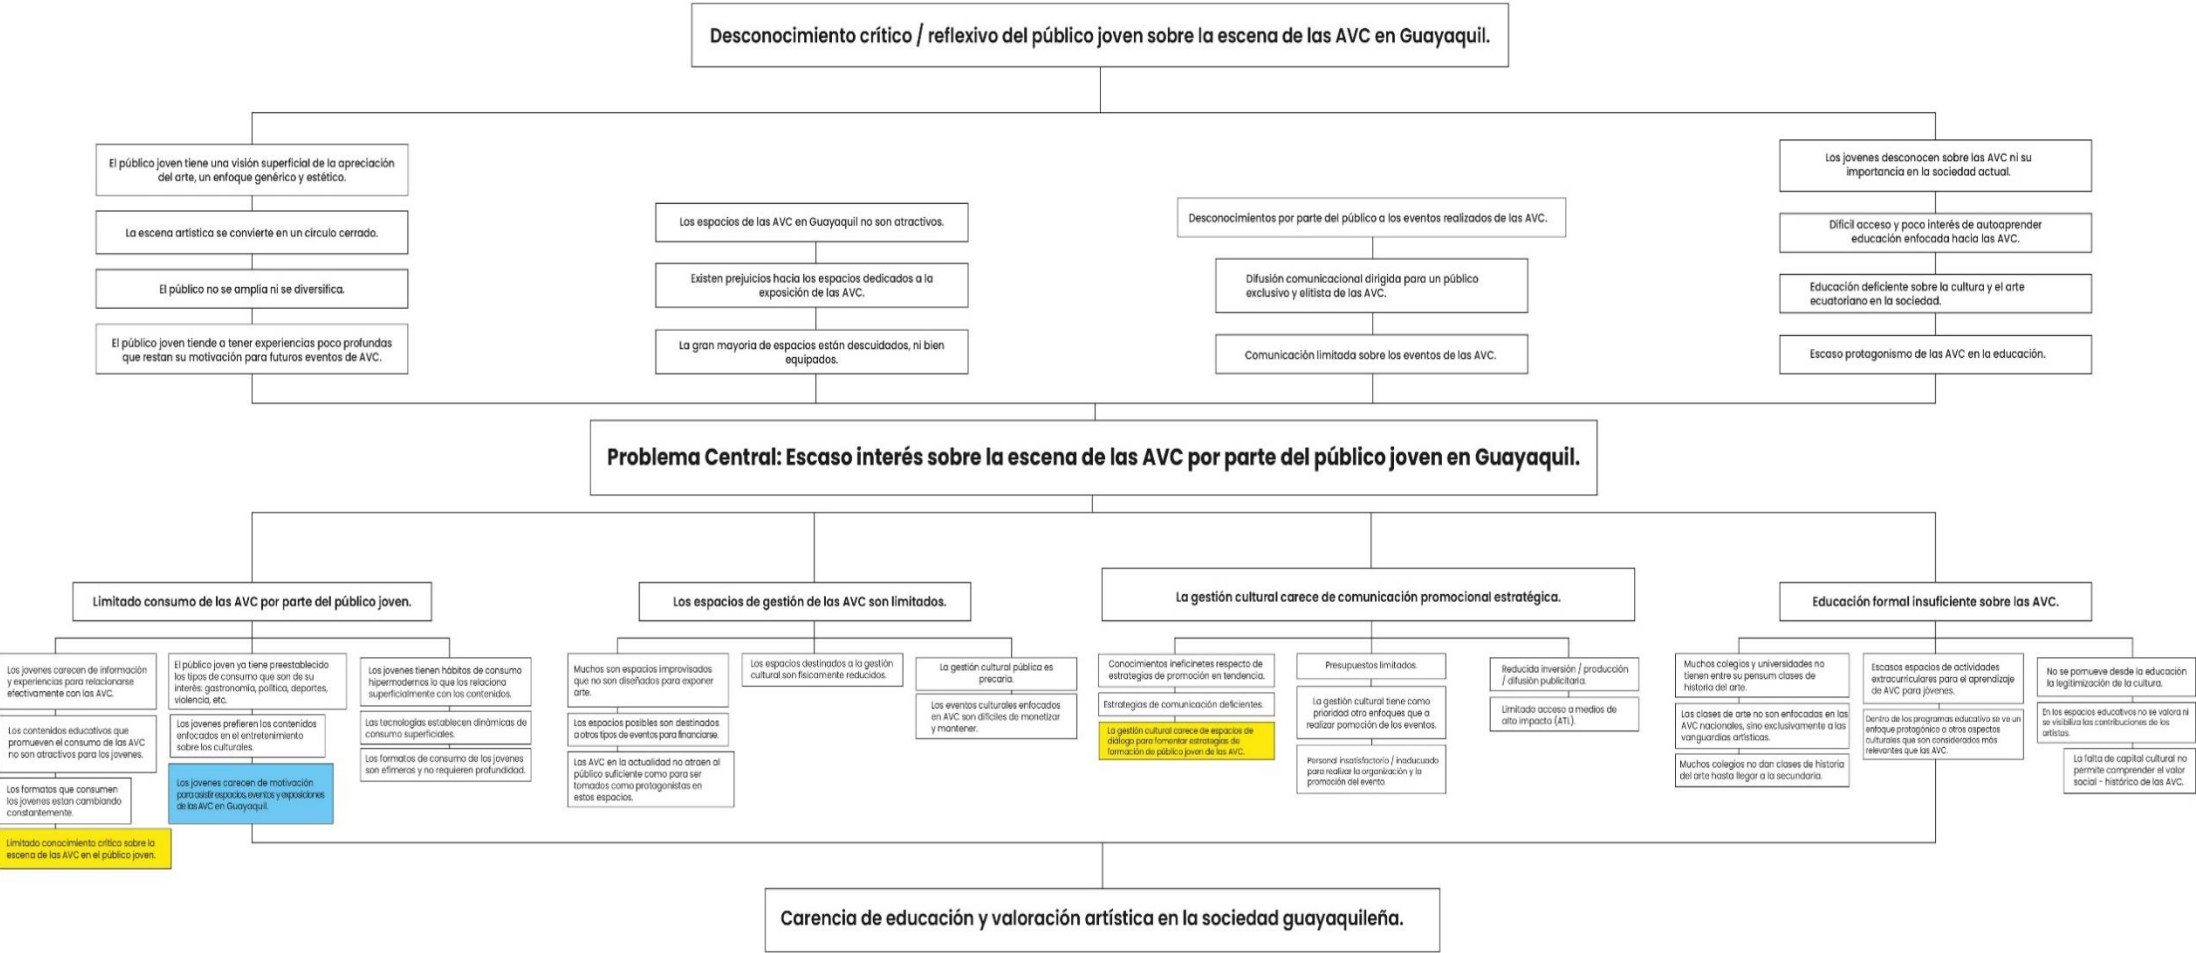 Desconocimiento crítico / reflexivo del público joven sobre la escena de las AVC en Guayaquil.
El público joven tiene una visión superficial de la apreciación
del arte, un enfoque genérico y estético.
La escena artistica se convierte en un círculo cerrado.
El público no se amplia ni se diversifica.
El público joven tiende a tener experiencias poco profundas
que restan su motivación para futuros eventos de AVC.
Los espacios de las AVC en Guayaquil no son atractivos.
Existen prejuicios hacia los espacios dedicados a la
exposición de las AVC.
La gran mayoria de espacios están descuidados, ni bien
equipados.
Desconocimientos por parte del público a los eventos realizados de las AVC.
Difusión comunicacional dirigida para un público
exclusivo y elitista de las AVC.
Comunicación limitada sobre los eventos de las AVC.
Los jovenes desconocen sobre las AVC ni su
importancia en la sociedad actual.
Dificil acceso y poco interés de autoaprender
educación enfocada hacia las AVC.
Educación deficiente sobre la cultura y el arte
ecuatoriano en la sociedad.
Escaso protagonismo de las AVC en la educación.
Problema Central: Escaso interés sobre la escena de las AVC por parte del público joven en Guayaquil.
Limitado consumo de las AVC por parte del público joven.
Los jovenes carecen de información
y experiencias para relacionarse
efectivamente con las AVC.
Los contenidos educativos que
promueven el consumo de las AVC
no son atractivos para los jovenes.
Los formatos que consumen
los jovenes estan cambiando
constantemente.
Limitado conocimiento crítico sobre la
escena de las AVC en el público joven.
El público joven ya tiene preestablecido
los tipos de consumo que son de su
interés: gastronomía, política, deportes,
violencia, etc.
Los jovenes prefieren los contenidos
enfocados en el entretenimiento
sobre los culturales.
Los jovenes carecen de motivación
para asistir espacios, eventos y exposiciones
de las AVC en Guayaquil.
Los jovenes tienen hábitos de consumo
hipermodernos lo que los relaciona
superficialmente con los contenidos.
Las tecnologías establecen dinámicas de
consumo superficiales.
Los formatos de consumo de los jovenes
son efimeros y no requieren profundidad.
Los espacios de gestión de las AVC son limitados.
Muchos son espacios improvisados
que no son diseñados para exponer
arte.
Los espacios posibles son destinados
a otros tipos de eventos para financiarse.
Las AVC en la actualidad no atraen al
público suficiente como para ser
tomados como protagonistas en
estos espacios.
Los espacios destinados a la gestión
cultural son fisicamente reducidos.
La gestión cultural pública es
precaria.
Los eventos culturales enfocados
en AVC son difíciles de monetizar
y mantener.
La gestión cultural carece de comunicación promocional estratégica.
Conocimientos ineficinetes respecto de
estrategias de promoción en tendencia.
Estrategias de comunicación deficientes.
La gestión cultural carece de espacios de
diálogo para fomentar estrategias de
formación de público joven de las AVC.
Presupuestos limitados.
La gestión cultural tiene como
prioridad otro enfoques que a
realizar pomoción de los eventos.
Personal insatisfactorio / inadacuado
para realiar la organización y la
promoción del evento.
Reducida inversión / producción
/ difusión publicitaria.
Limitado acceso a medios de
alto impacto (ATL).
Educación formal insuficiente sobre las AVC.
Muchos colegios y universidades no
tienen entre su pensum clases de
historia del arte.
Las clases de arte no son enfocadas en las
AVC nacionales, sino exclusivamente a las
vanguardias artísticas.
Muchos colegios no dan clases de historia
del arte hasta llegar a la secundaria.
Escasos espacios de actividades
extracurriculares para el aprendizaje
de AVC para jóvenes.
Dentro de los programas educativo se ve un
enfoque protagónico a otros aspectos
culturales que son considerados más
relevantes que las AVC.
No se pomueve desde la educación
la legitimización de la cultura.
En los espacios educativos no se valora ni
se visibiliza las contribuciones de los
artistas.
La falta de capital cultural no
permite comprender el valor
social - histórico de las AVC.
Carencia de educación y valoración artística en la sociedad guayaquileña.